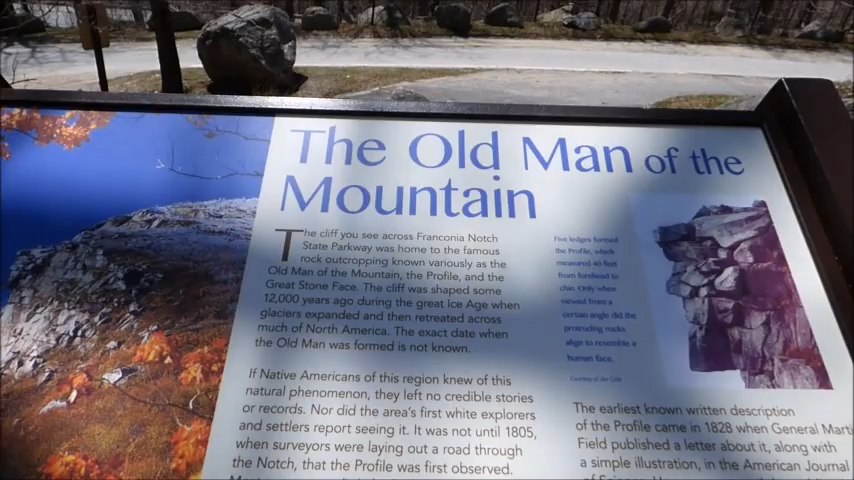 The Old Man of the
Mountain
The cliff you see across Franconia Notch
State Parkway was home to the famous
rock outcropping known variously as the
Old Man of the Mountain, the Profile, and the
Great Stone Face. The cliff was shaped some
12,000 years ago during the great Ice Age when
glaciers expanded and then retreated across
much of North America. The exact date when
the Old Man was formed is not known.
If Native Americans of this region knew of this
natural phenomenon, they left no credible stories
or records. Nor did the area's first white explorers
and settlers report seeing it. It was not until 1805,
when surveyors were laying out a road through
the Notch, that the Profile was first observed.
Five ledges formed
the Profile, which
measured 40 feet
from forehead to
chin. Only when
viewed from a
certain angle did the
protruding rocks
align to resemble a
human face.
Courtesy of
The earliest known written description
of the Profile came in 1828 when General Marti
Field published a letter about it, along with
a simple illustration, in the American Journal